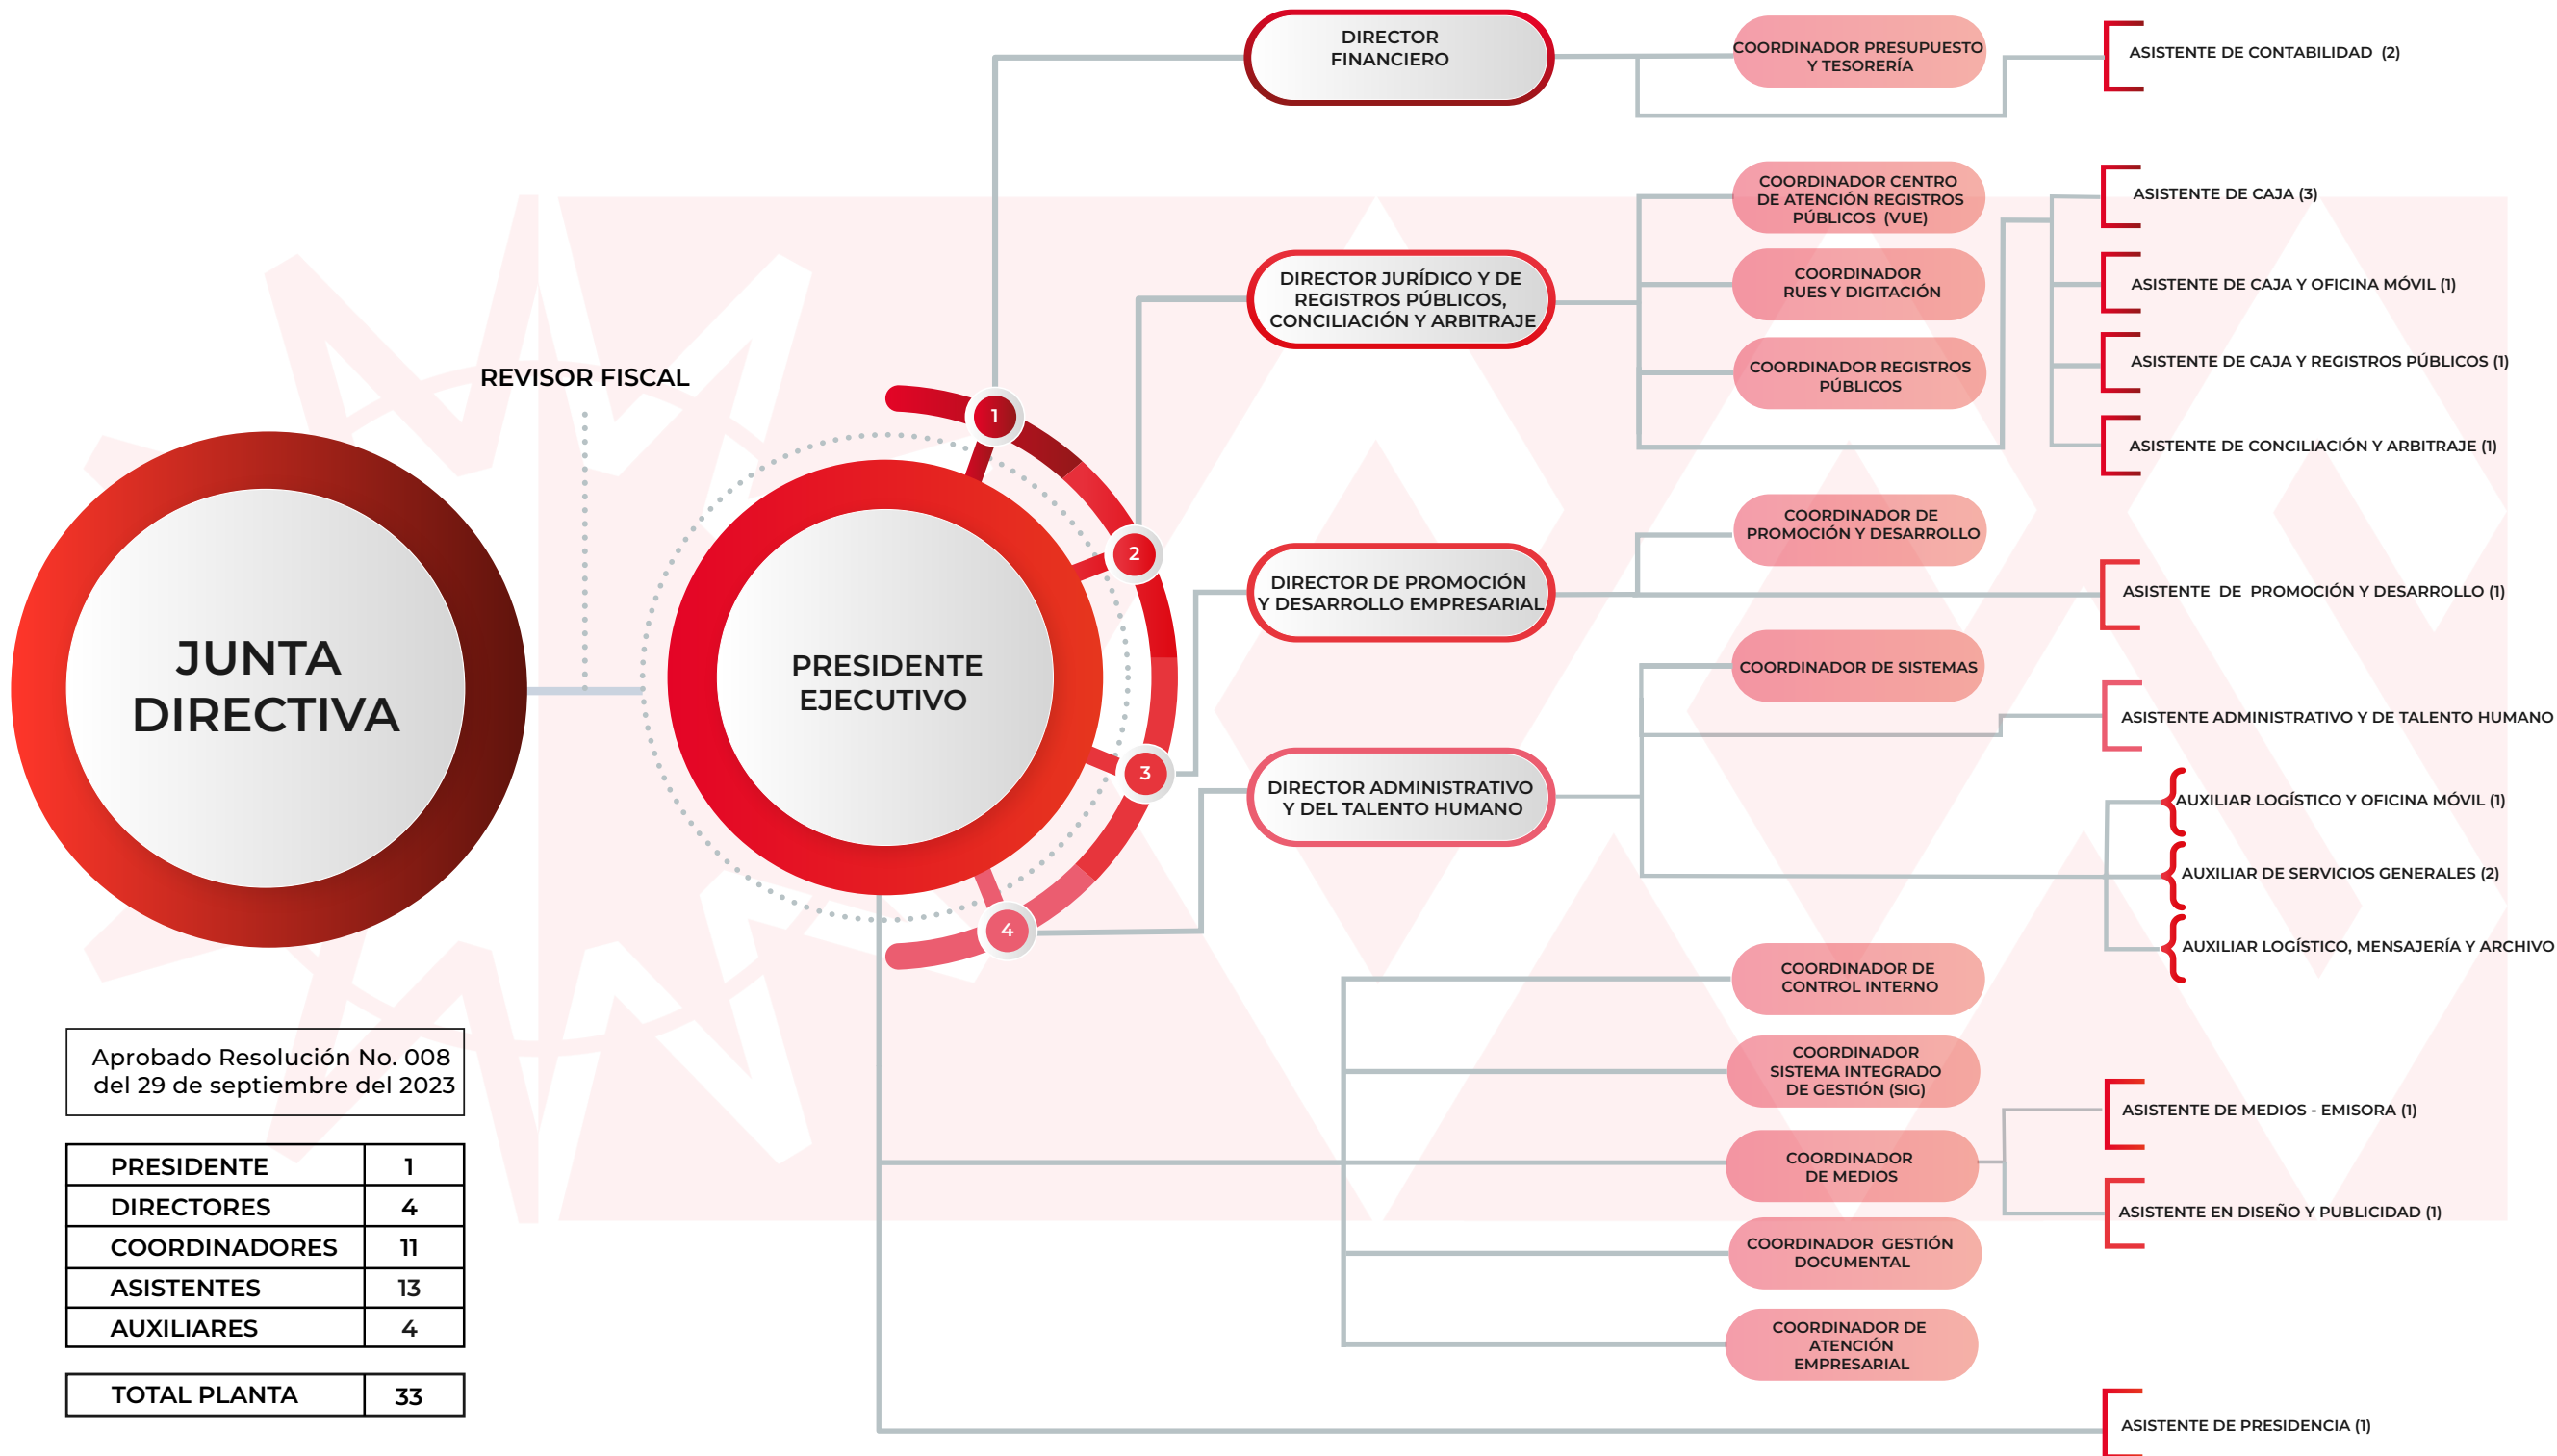 JUNTA
DIRECTIVA
REVISOR FISCAL
PRESIDENTE
EJECUTIVO
1
2
3
4
DIRECTOR
FINANCIERO
COORDINADOR PRESUPUESTO
Y TESORERÍA
ASISTENTE DE CONTABILIDAD (2)
DIRECTOR JURÍDICO Y DE
REGISTROS PÚBLICOS,
CONCILIACIÓN Y ARBITRAJE
COORDINADOR CENTRO
DE ATENCIÓN REGISTROS
PÚBLICOS (VUE)
COORDINADOR
RUES Y DIGITACIÓN
COORDINADOR REGISTROS
PÚBLICOS
ASISTENTE DE CAJA (3)
ASISTENTE DE CAJA Y OFICINA MÓVIL (1)
ASISTENTE DE CAJA Y REGISTROS PÚBLICOS (1)
ASISTENTE DE CONCILIACIÓN Y ARBITRAJE (1)
DIRECTOR DE PROMOCIÓN
Y DESARROLLO EMPRESARIAL
COORDINADOR DE
PROMOCIÓN Y DESARROLLO
ASISTENTE DE PROMOCIÓN Y DESARROLLO (1)
DIRECTOR ADMINISTRATIVO
Y DEL TALENTO HUMANO
COORDINADOR DE SISTEMAS
ASISTENTE ADMINISTRATIVO Y DE TALENTO HUMANO
AUXILIAR LOGÍSTICO Y OFICINA MÓVIL (1)
AUXILIAR DE SERVICIOS GENERALES (2)
AUXILIAR LOGÍSTICO, MENSAJERÍA Y ARCHIVO
COORDINADOR DE
CONTROL INTERNO
COORDINADOR
SISTEMA INTEGRADO
DE GESTIÓN (SIG)
COORDINADOR
DE MEDIOS
ASISTENTE DE MEDIOS - EMISORA (1)
ASISTENTE EN DISEÑO Y PUBLICIDAD (1)
COORDINADOR GESTIÓN
DOCUMENTAL
COORDINADOR DE
ATENCIÓN
EMPRESARIAL
ASISTENTE DE PRESIDENCIA (1)
Aprobado Resolución No. 008
del 29 de septiembre del 2023
PRESIDENTE 1
DIRECTORES 4
COORDINADORES 11
ASISTENTES 13
AUXILIARES 4
TOTAL PLANTA 33